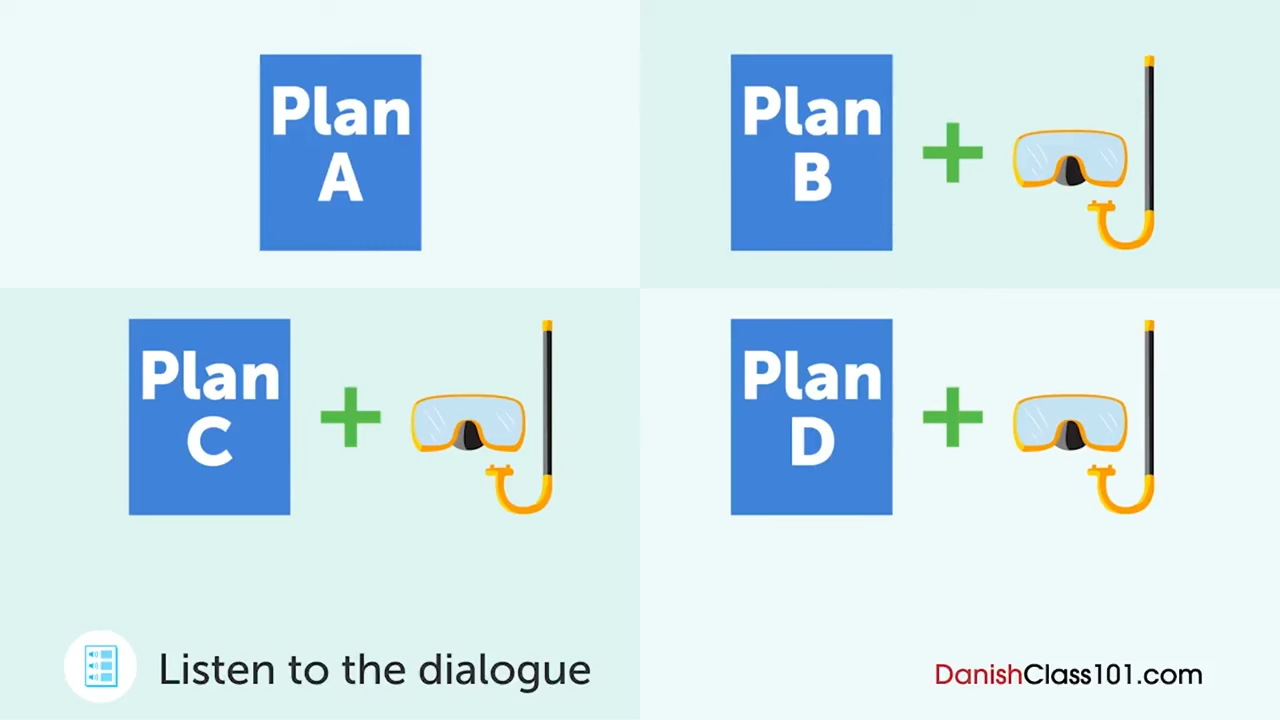 Plan
A
Plan
B
Plan
C
Plan
D
Listen to the dialogue
DanishClass101.com